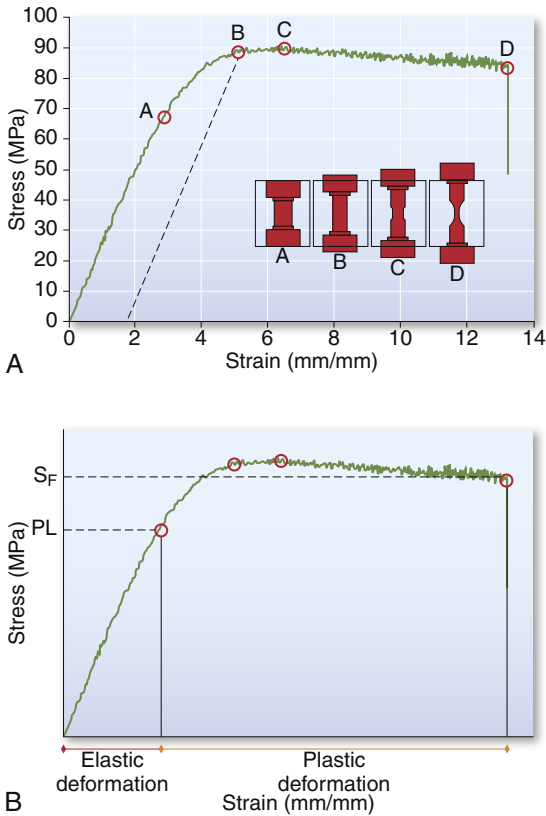 100
90
80
70
60
50
40
30
20
10
0
Stress (MPa)
A
B
C
D
A
B
C
D
0
2
4
6
8
10
12
14
Strain (mm/mm)
A
S_F
PL
Stress (MPa)
Elastic
deformation
Plastic
deformation
Strain (mm/mm)
B